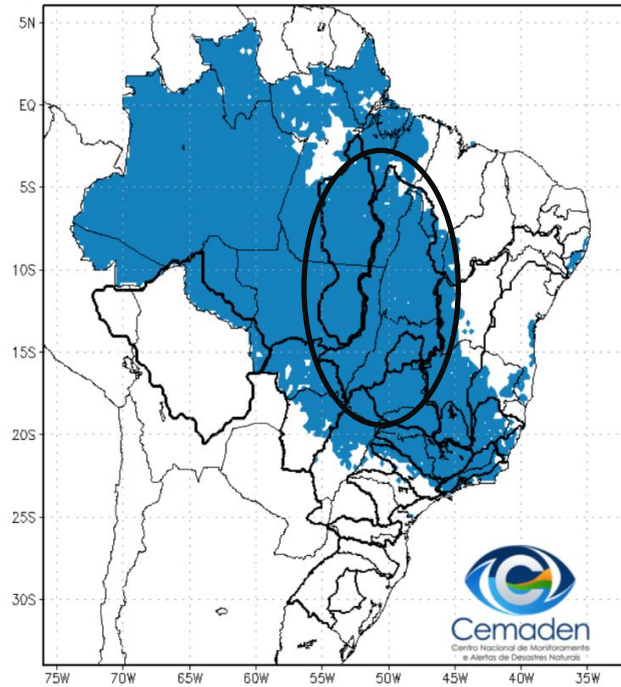 5N
EQ
5S
10S
15S
20S
25S
30S
75W 70W 65W 60W 55W 50W 45W 40W 35W
Cemaden
Centro Nacional de Monitoramento
e Alertas de Desastres Naturais